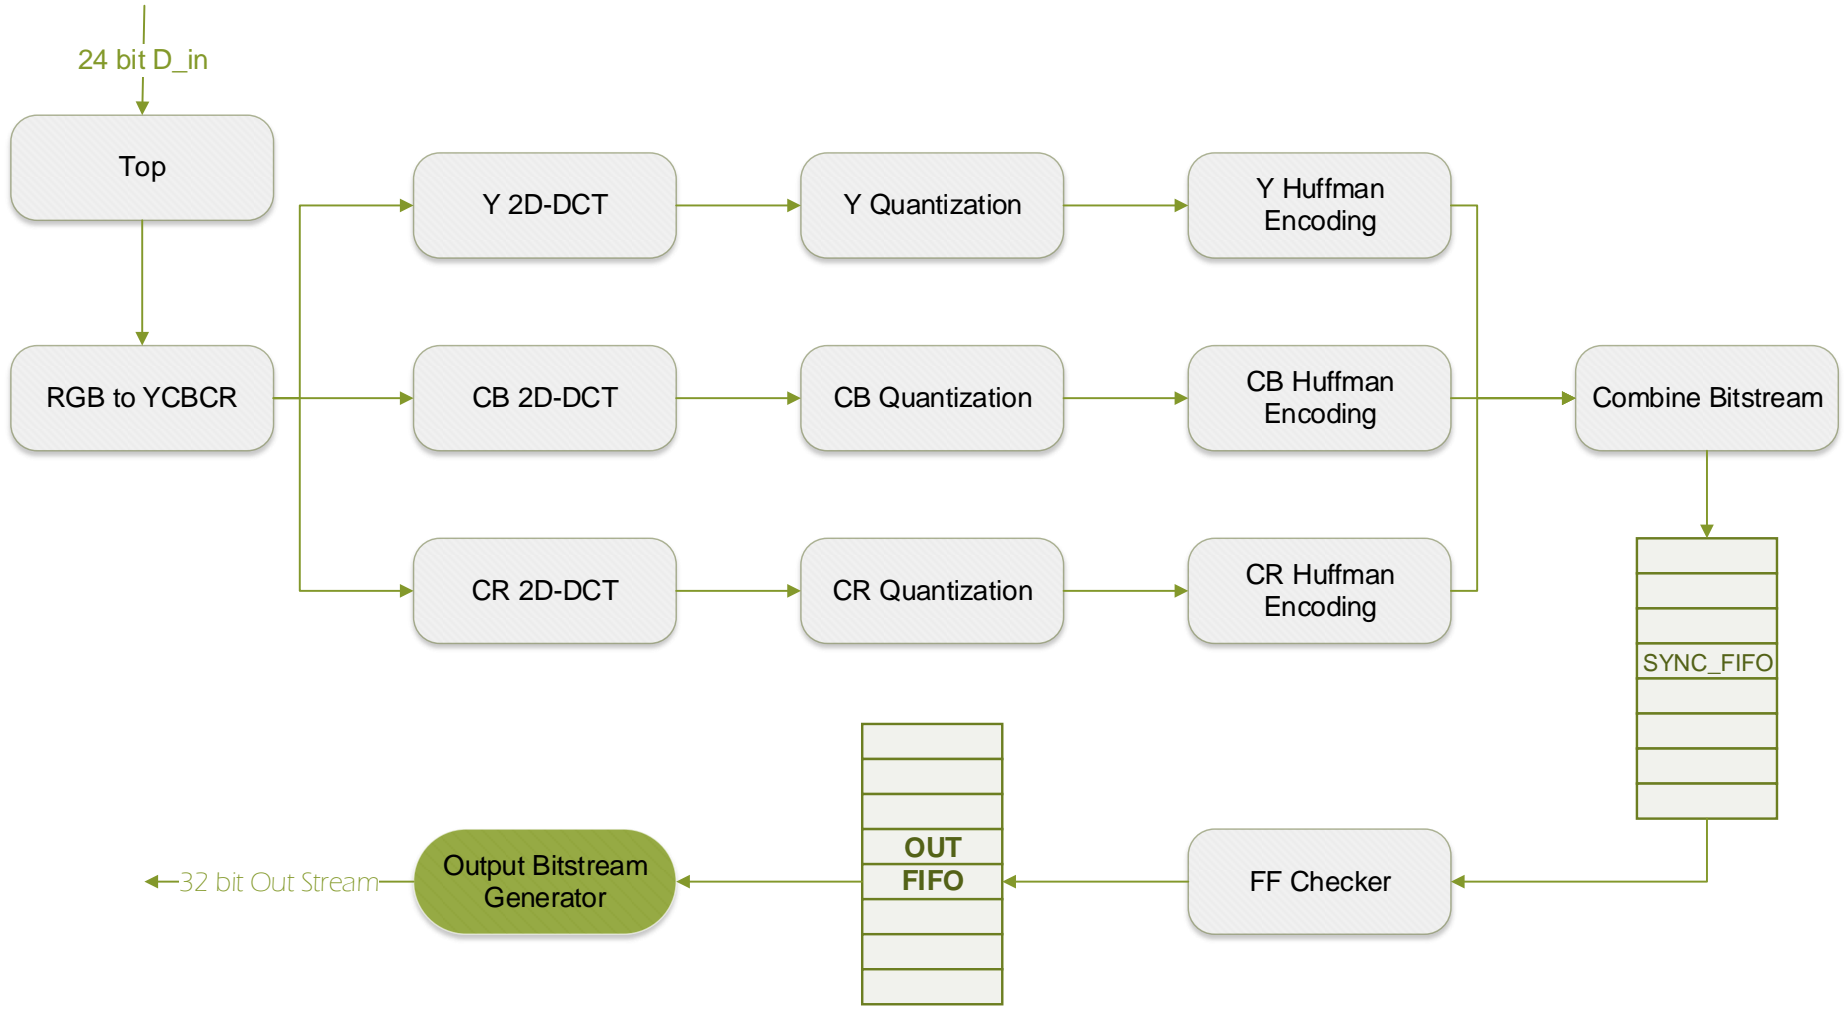 24 bit D_in
Top
Y 2D-DCT
Y Quantization
Y Huffman
Encoding
RGB to YCBCR
CB 2D-DCT
CB Quantization
CB Huffman
Encoding
Combine Bitstream
CR 2D-DCT
CR Quantization
CR Huffman
Encoding
SYNC_FIFO
OUT
FIFO
FF Checker
Output Bitstream
Generator
32 bit Out Stream